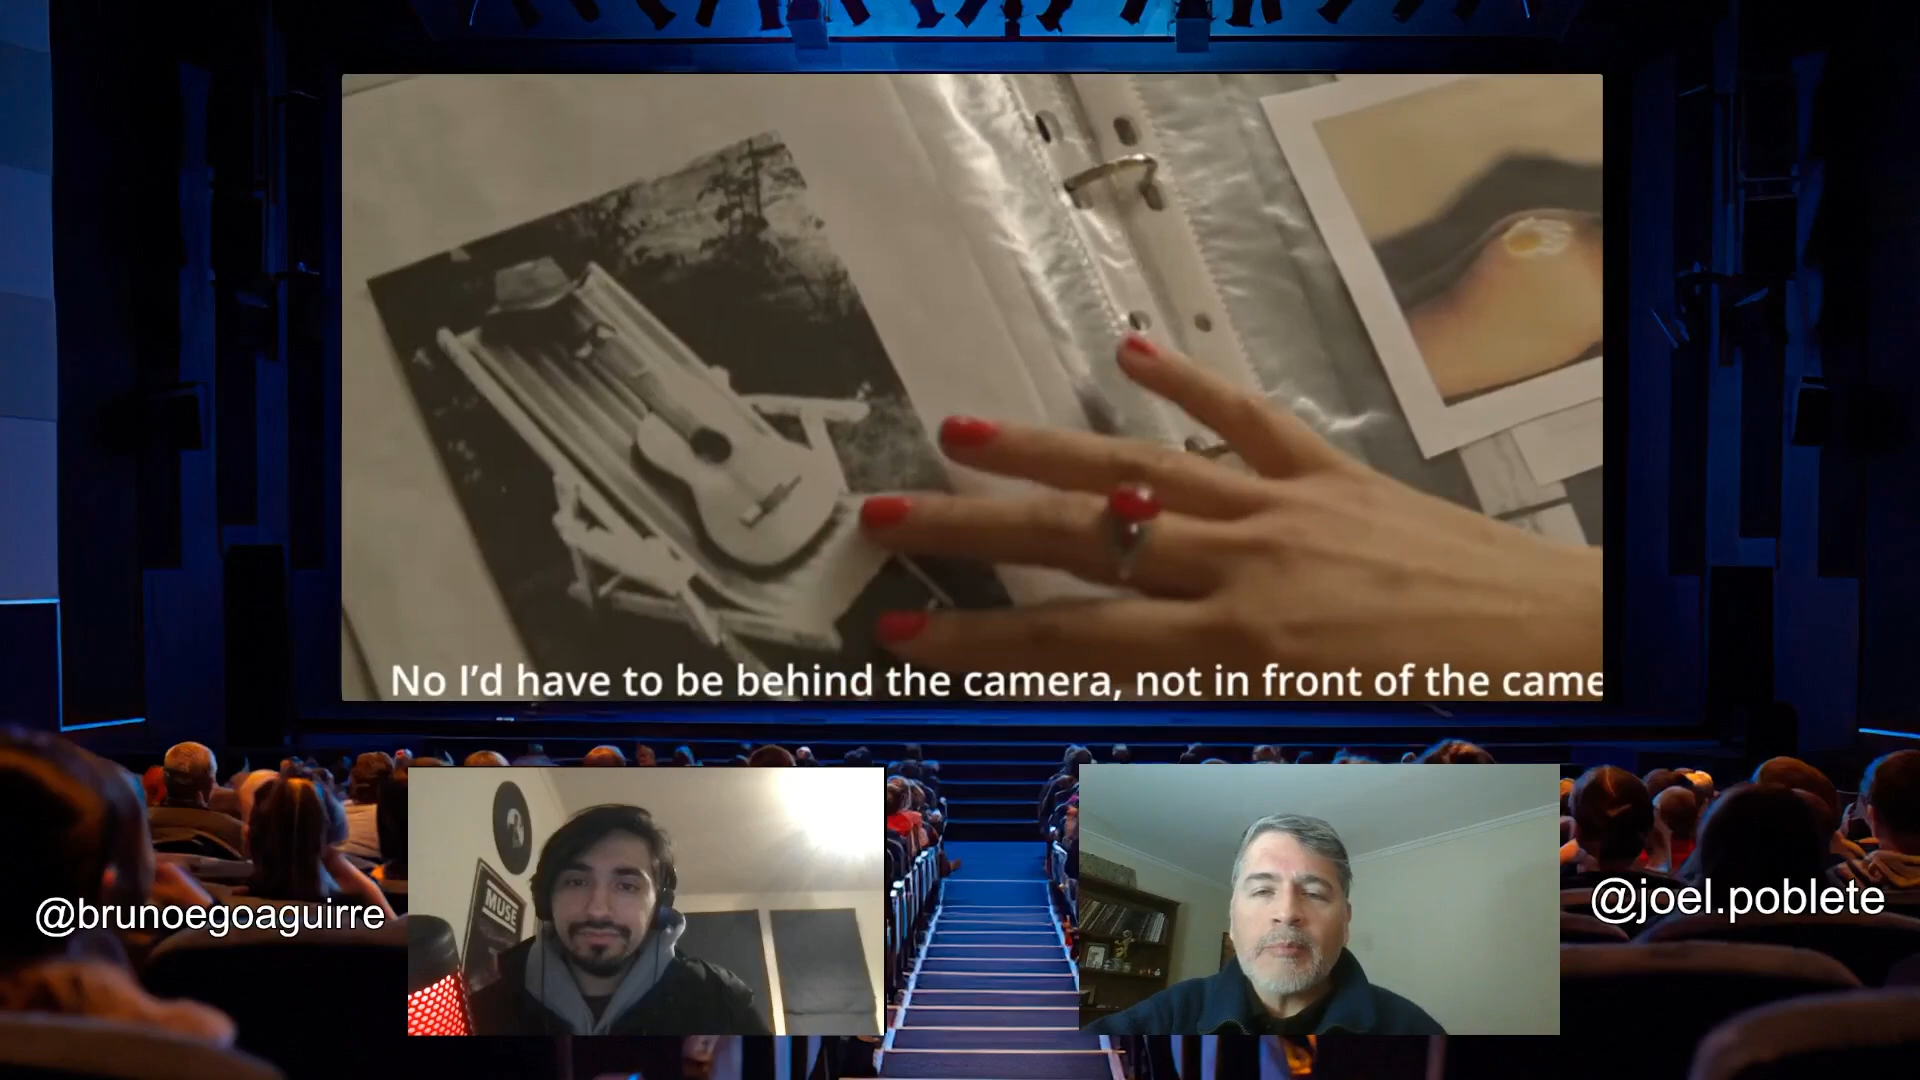 No I’d have to be behind the camera, not in front of the came
MUSE
@brunoegoaguirre
@joel.poblete